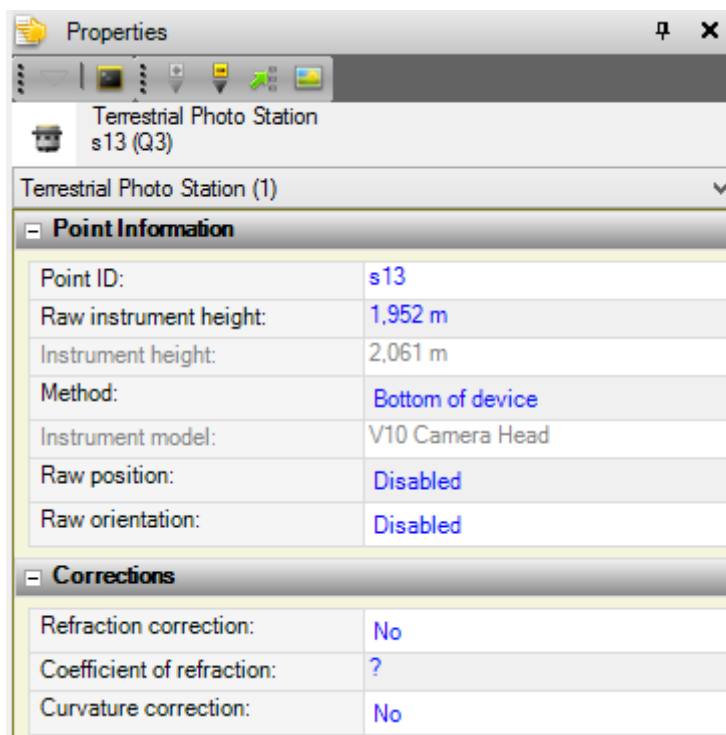 Properties
Terrestrial Photo Station
s13 (Q3)
Terrestrial Photo Station (1)
Point Information
Point ID: s13
Raw instrument height: 1,952 m
Instrument height: 2,061 m
Method: Bottom of device
Instrument model: V10 Camera Head
Raw position: Disabled
Raw orientation: Disabled
Corrections
Refraction correction: No
Coefficient of refraction: ?
Curvature correction: No